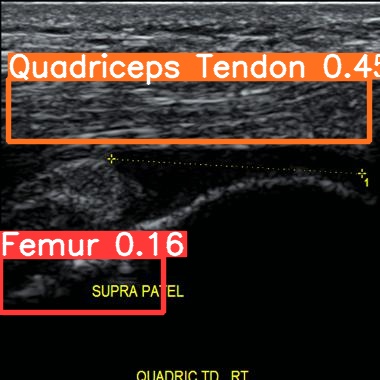 Quadriceps Tendon 0.45
1
Femur 0.16
SUPRA PATEL
QUADRIC TD RT